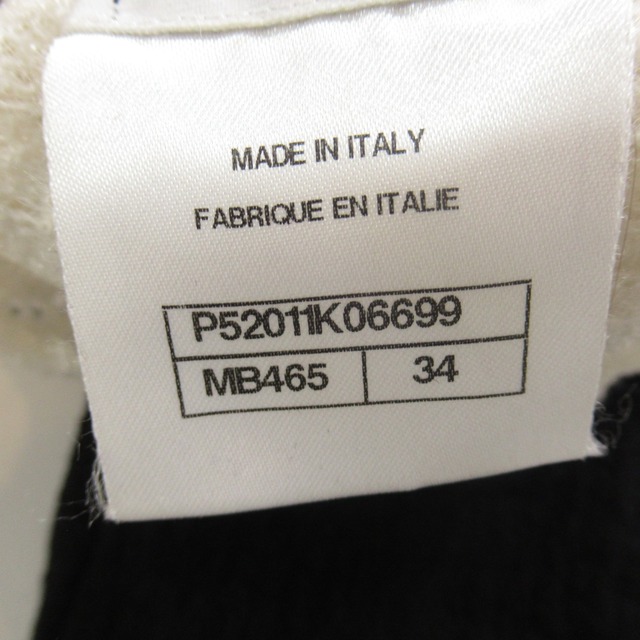 MADE IN ITALY
FABRIQUE EN ITALIE
P52011K06699
MB465 34